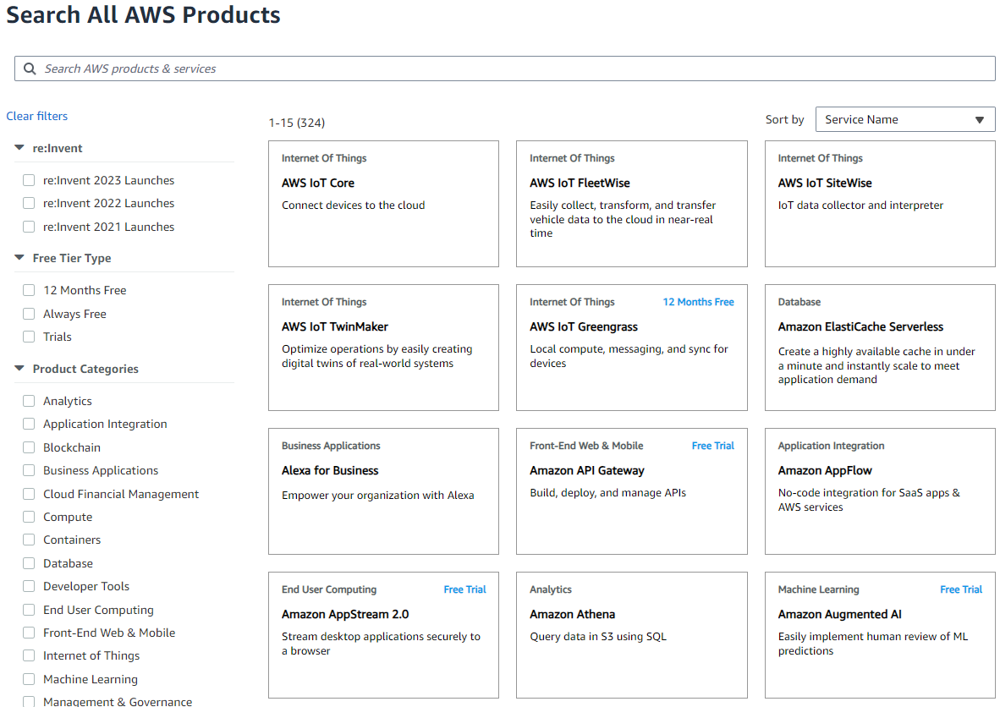 Search All AWS Products
Search AWS products & services
Clear filters
re:Invent
re:Invent 2023 Launches
re:Invent 2022 Launches
re:Invent 2021 Launches
Free Tier Type
12 Months Free
Always Free
Trials
Product Categories
Analytics
Application Integration
Blockchain
Business Applications
Cloud Financial Management
Compute
Containers
Database
Developer Tools
End User Computing
Front-End Web & Mobile
Internet of Things
Machine Learning
Management & Governance
1-15 (324)
Sort by
Service Name
Internet Of Things
AWS IoT Core
Connect devices to the cloud
Internet Of Things
AWS IoT FleetWise
Easily collect, transform, and transfer
vehicle data to the cloud in near-real
time
Internet Of Things
AWS IoT SiteWise
IoT data collector and interpreter
Internet Of Things
AWS IoT TwinMaker
Optimize operations by easily creating
digital twins of real-world systems
Internet Of Things
12 Months Free
AWS IoT Greengrass
Local compute, messaging, and sync for
devices
Database
Amazon ElastiCache Serverless
Create a highly available cache in under
a minute and instantly scale to meet
application demand
Business Applications
Alexa for Business
Empower your organization with Alexa
Front-End Web & Mobile
Free Trial
Amazon API Gateway
Build, deploy, and manage APIs
Application Integration
Amazon AppFlow
No-code integration for SaaS apps &
AWS services
End User Computing
Free Trial
Amazon AppStream 2.0
Stream desktop applications securely to
a browser
Analytics
Amazon Athena
Query data in S3 using SQL
Machine Learning
Free Trial
Amazon Augmented AI
Easily implement human review of ML
predictions